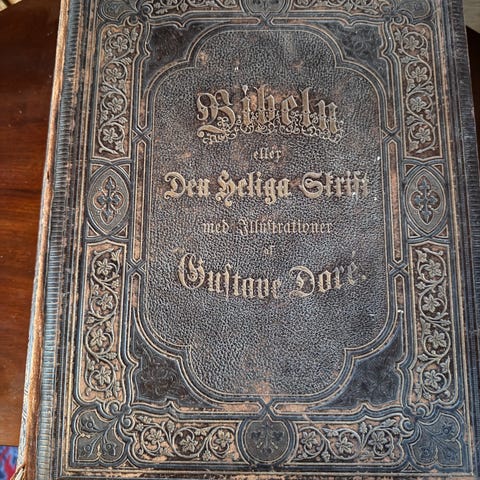 Bibeln
eller
Den Heliga Skrift
med Illustrationer
af
Gustave Doré.